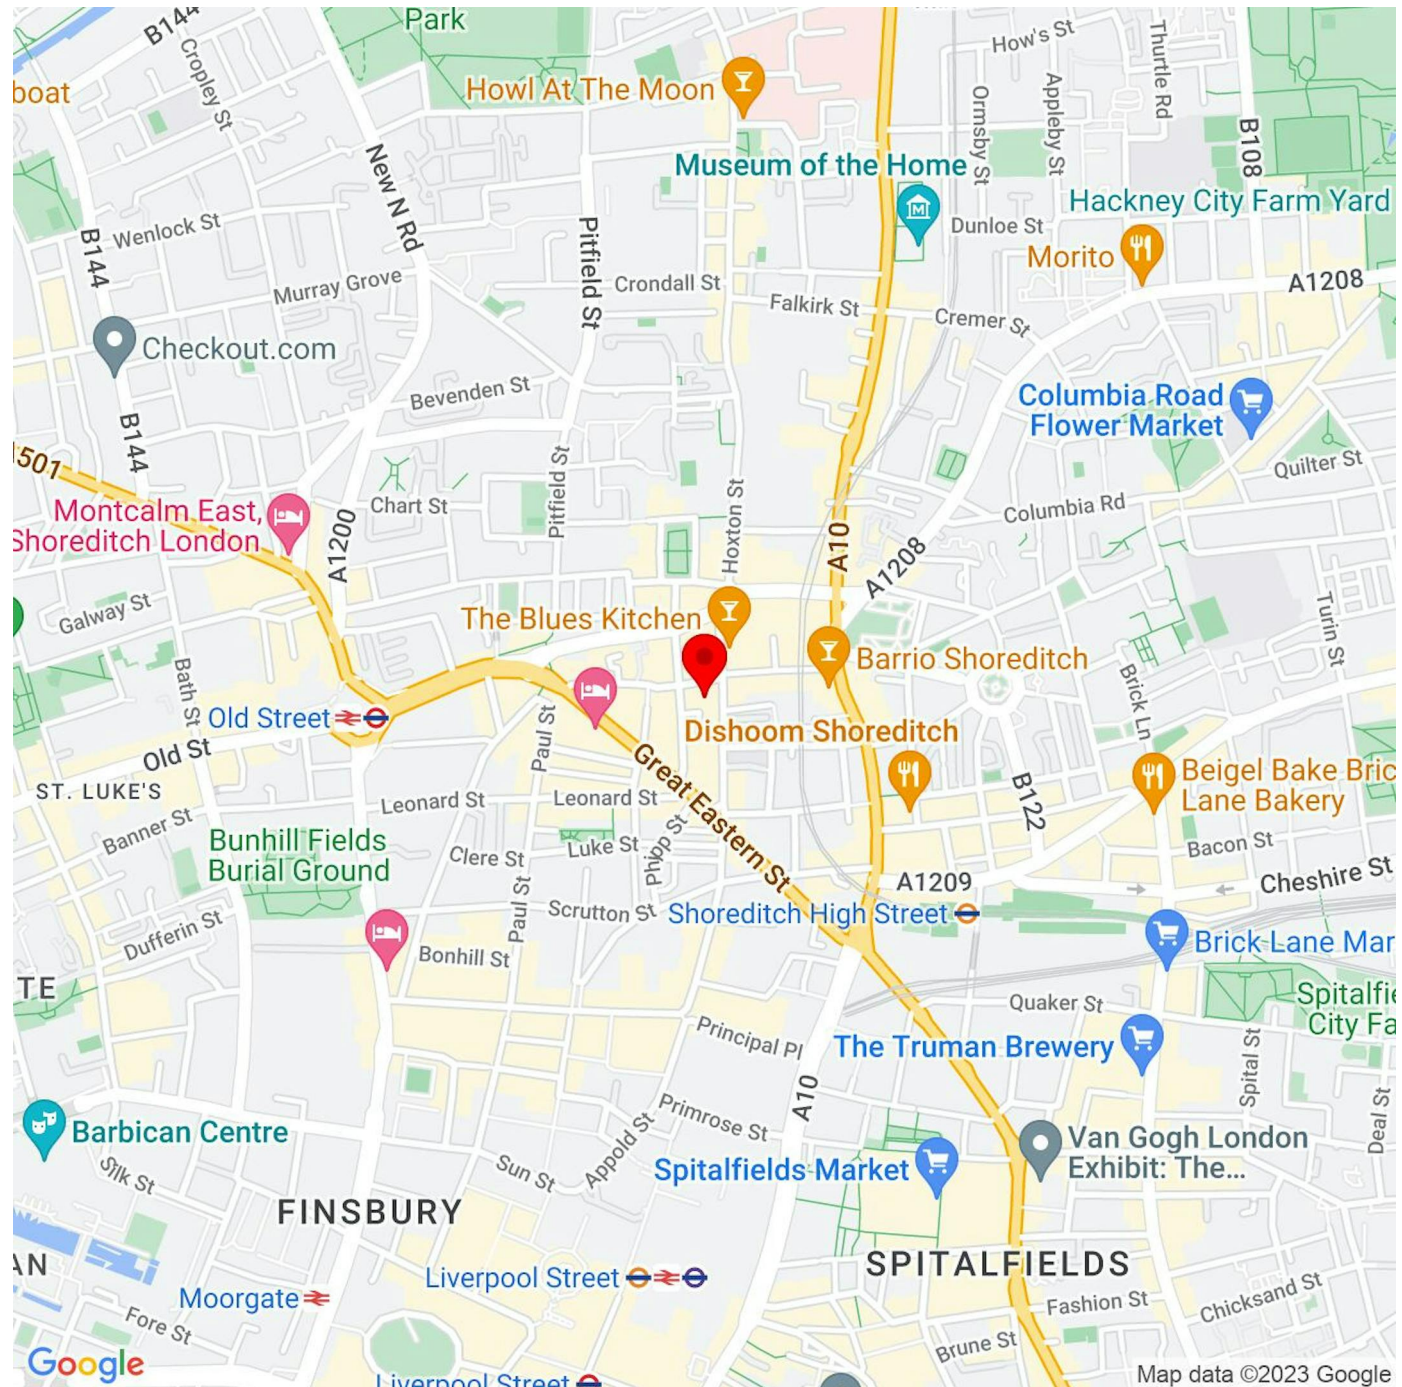 Park
B144
Cropley St
How's St
Thurtle Rd
boat
Howl At The Moon
Ormsby St
Appleby St
B108
New N Rd
Museum of the Home
Hackney City Farm Yard
Wenlock St
B144
Pitfield St
Dunloe St
Morito
A1208
Murray Grove
Crondall St
Falkirk St
Cremer St
Checkout.com
Bevenden St
Columbia Road
Flower Market
B144
501
Pitfield St
Quilter St
Chart St
Hoxton St
Columbia Rd
Montcalm East,
Shoreditch London
A1200
A10
A1208
Galway St
The Blues Kitchen
Turin St
Barrio Shoreditch
Bath St
Brick Ln
Old Street
Paul St
Dishoom Shoreditch
Old St
Great Eastern St
ST. LUKE'S
Leonard St
Leonard St
B122
Beigel Bake Bric
Lane Bakery
Banner St
Bunhill Fields
Burial Ground
Clere St
Luke St
Phipp St
Bacon St
A1209
Cheshire St
Paul St
Scrutton St
Shoreditch High Street
Dufferin St
Bonhill St
Brick Lane Mar
TE
Quaker St
Spitalfie
City Fa
Principal Pl
The Truman Brewery
Spital St
A10
Primrose St
Deal St
Barbican Centre
Appold St
Van Gogh London
Exhibit: The...
Silk St
Sun St
Spitalfields Market
FINSBURY
AN
SPITALFIELDS
Liverpool Street
Moorgate
Fashion St
Chicksand St
Fore St
Brune St
Google
Liverpool Street
Map data ©2023 Google